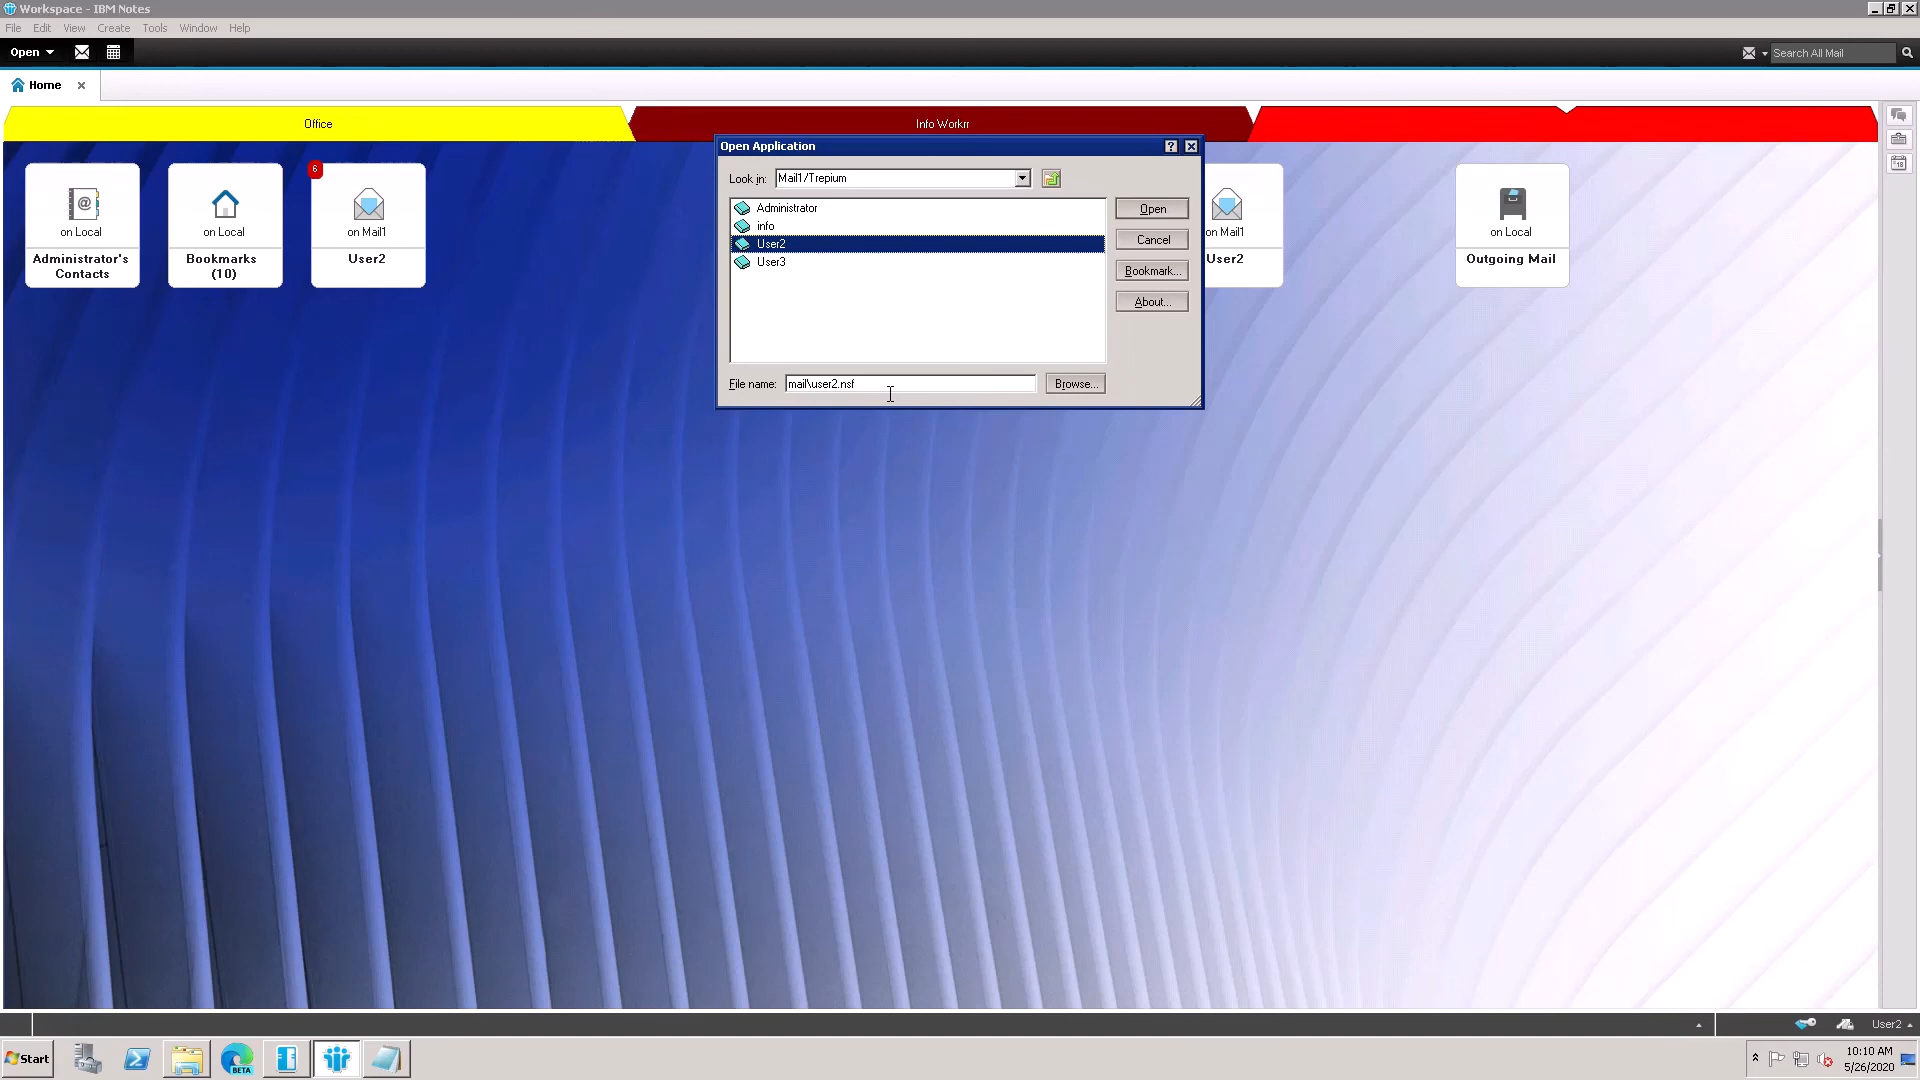 Workspace - IBM Notes
File Edit View Create Tools Window Help
Open
Search All Mail
Home
Office
Info Workrr
Open Application
Look in: Mail1/Trepium
Administrator
info
User2
User3
Open
Cancel
Bookmark...
About...
File name: mail\user2.nsf
Browse...
on Local
Administrator's
Contacts
on Local
Bookmarks
(10)
6
on Mail1
User2
on Mail1
User2
on Local
Outgoing Mail
User2
Start
BETA
10:10 AM
5/26/2020